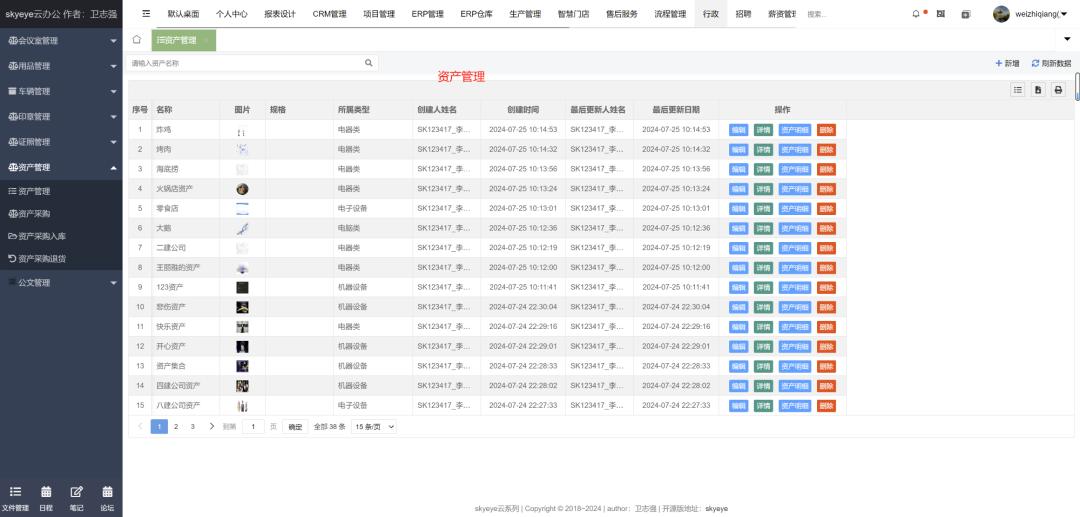 skyeye云办公 作者：卫志强
默认桌面 个人中心 报表设计 CRM管理 项目管理 ERP管理 ERP仓库 生产管理 智慧门店 售后服务 流程管理 行政 招聘 薪资管理 搜索... weizhiqiang(
会议室管理
用品管理
车辆管理
印章管理
证照管理
资产管理
资产管理
资产采购
资产采购入库
资产采购退货
公文管理
文件管理 日程 笔记 论坛
资产管理
请输入资产名称
资产管理
新增 刷新数据
序号 名称 图片 规格 所属类型 创建人姓名 创建时间 最后更新人姓名 最后更新日期 操作
1 炸鸡 电器类 SK123417_李... 2024-07-25 10:14:53 SK123417_李... 2024-07-25 10:14:53 编辑 详情 资产明细 删除
2 烤肉 电器类 SK123417_李... 2024-07-25 10:14:32 SK123417_李... 2024-07-25 10:14:32 编辑 详情 资产明细 删除
3 海底捞 电器类 SK123417_李... 2024-07-25 10:13:56 SK123417_李... 2024-07-25 10:13:56 编辑 详情 资产明细 删除
4 火锅店资产 电器类 SK123417_李... 2024-07-25 10:13:24 SK123417_李... 2024-07-25 10:13:24 编辑 详情 资产明细 删除
5 零食店 电子设备 SK123417_李... 2024-07-25 10:13:01 SK123417_李... 2024-07-25 10:13:01 编辑 详情 资产明细 删除
6 大鹅 电脑类 SK123417_李... 2024-07-25 10:12:36 SK123417_李... 2024-07-25 10:12:36 编辑 详情 资产明细 删除
7 二建公司 电器类 SK123417_李... 2024-07-25 10:12:19 SK123417_李... 2024-07-25 10:12:19 编辑 详情 资产明细 删除
8 王丽雅的资产 电器类 SK123417_李... 2024-07-25 10:12:00 SK123417_李... 2024-07-25 10:12:00 编辑 详情 资产明细 删除
9 123资产 机器设备 SK123417_李... 2024-07-25 10:11:41 SK123417_李... 2024-07-25 10:11:41 编辑 详情 资产明细 删除
10 悲伤资产 机器设备 SK123417_李... 2024-07-24 22:30:04 SK123417_李... 2024-07-24 22:30:04 编辑 详情 资产明细 删除
11 快乐资产 电器类 SK123417_李... 2024-07-24 22:29:16 SK123417_李... 2024-07-24 22:29:16 编辑 详情 资产明细 删除
12 开心资产 机器设备 SK123417_李... 2024-07-24 22:29:01 SK123417_李... 2024-07-24 22:29:01 编辑 详情 资产明细 删除
13 资产集合 机器设备 SK123417_李... 2024-07-24 22:28:33 SK123417_李... 2024-07-24 22:28:33 编辑 详情 资产明细 删除
14 四建公司资产 机器设备 SK123417_李... 2024-07-24 22:28:02 SK123417_李... 2024-07-24 22:28:02 编辑 详情 资产明细 删除
15 八建公司资产 电子设备 SK123417_李... 2024-07-24 22:27:33 SK123417_李... 2024-07-24 22:27:33 编辑 详情 资产明细 删除
1 2 3 到第 1 页 确定 全部 38 条 15 条/页
skyeye云系列 | Copyright © 2018~2024 | author：卫志强 | 开源版地址：skyeye